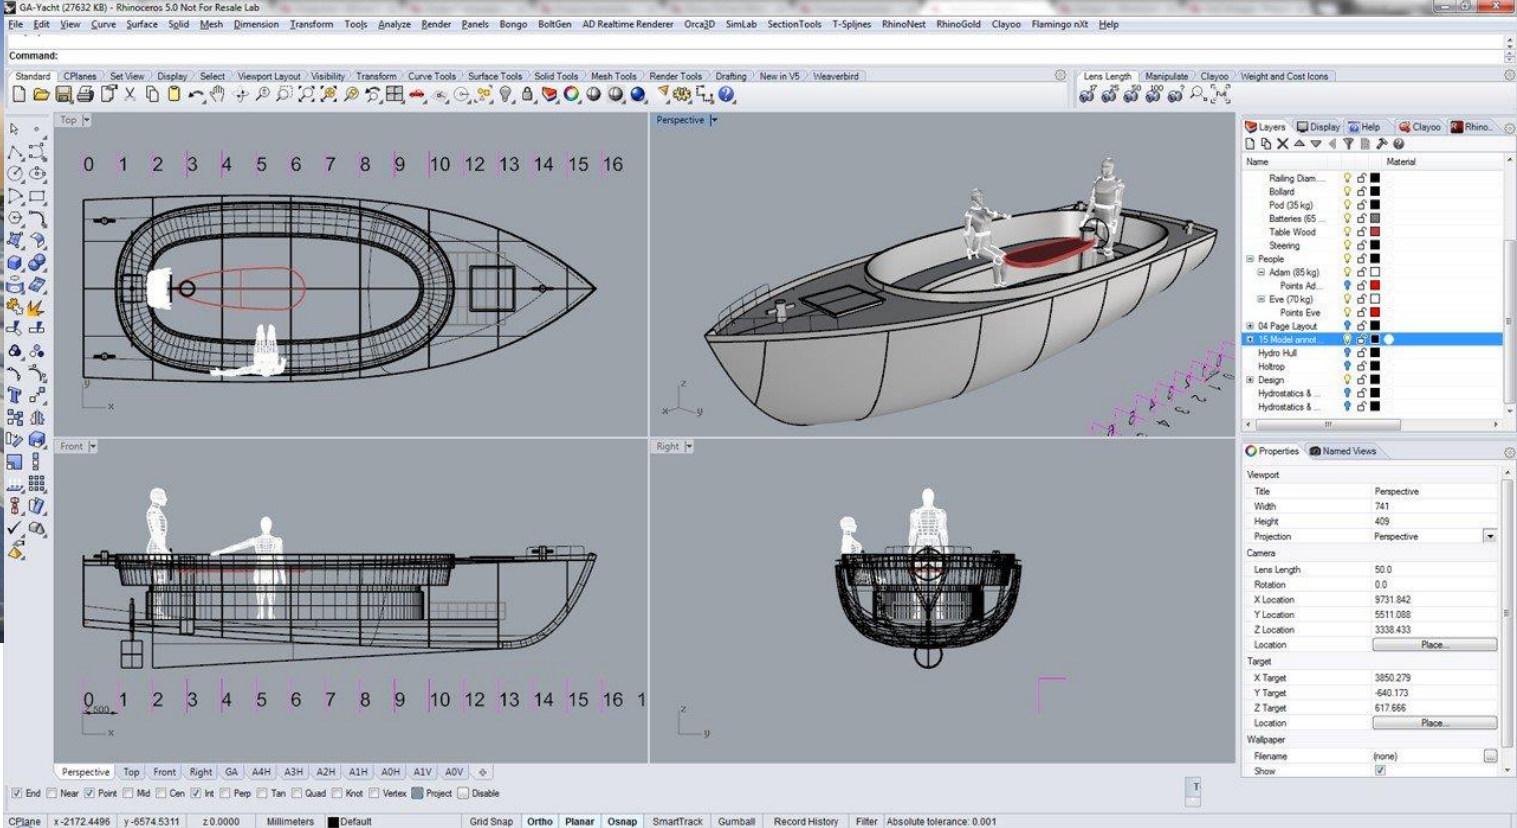 GA-Yacht (27632 KB) - Rhinoceros 5.0 Not For Resale Lab
File Edit View Curve Surface Solid Mesh Dimension Transform Tools Analyze Render Panels Bongo BoltGen AD Realtime Renderer Orca3D SimLab SectionTools T-Splines RhinoNest RhinoGold Clayoo Flamingo nXt Help
Command:
Standard CPlanes Set View Display Select Viewport Layout Visibility Transform Curve Tools Surface Tools Solid Tools Mesh Tools Render Tools Drafting New in V5 Weaverbird
Lens Length Manipulate Clayoo Weight and Cost Icons
Top
0 1 2 3 4 5 6 7 8 9 10 12 13 14 15 16
y
x
Perspective
z
x y
Front
0 1 2 3 4 5 6 7 8 9 10 12 13 14 15 16 1
500
z
x
Right
z
y
Layers Display Help Clayoo Rhino..
Name Material
Railing Diam...
Bollard
Pod (35 kg)
Batteries (65 ...
Table Wood
Steering
People
Adam (85 kg)
Points Ad...
Eve (70 kg)
Points Eve
04 Page Layout
15 Model annot...
Hydro Hull
Holtrop
Design
Hydrostatics & ...
Hydrostatics & ...
Properties Named Views
Viewport
Title Perspective
Width 741
Height 409
Projection Perspective
Camera
Lens Length 50.0
Rotation 0.0
X Location 9731.842
Y Location 5511.088
Z Location 3338.433
Location Place...
Target
X Target 3850.279
Y Target -640.173
Z Target 617.666
Location Place...
Wallpaper
Filename (none) ...
Show
Perspective Top Front Right GA A4H A3H A2H A1H A0H A1V A0V
End Near Point Mid Cen Int Perp Tan Quad Knot Vertex Project Disable
CPlane x -2172.4496 y -6574.5311 z 0.0000 Millimeters Default Grid Snap Ortho Planar Osnap SmartTrack Gumball Record History Filter Absolute tolerance: 0.001